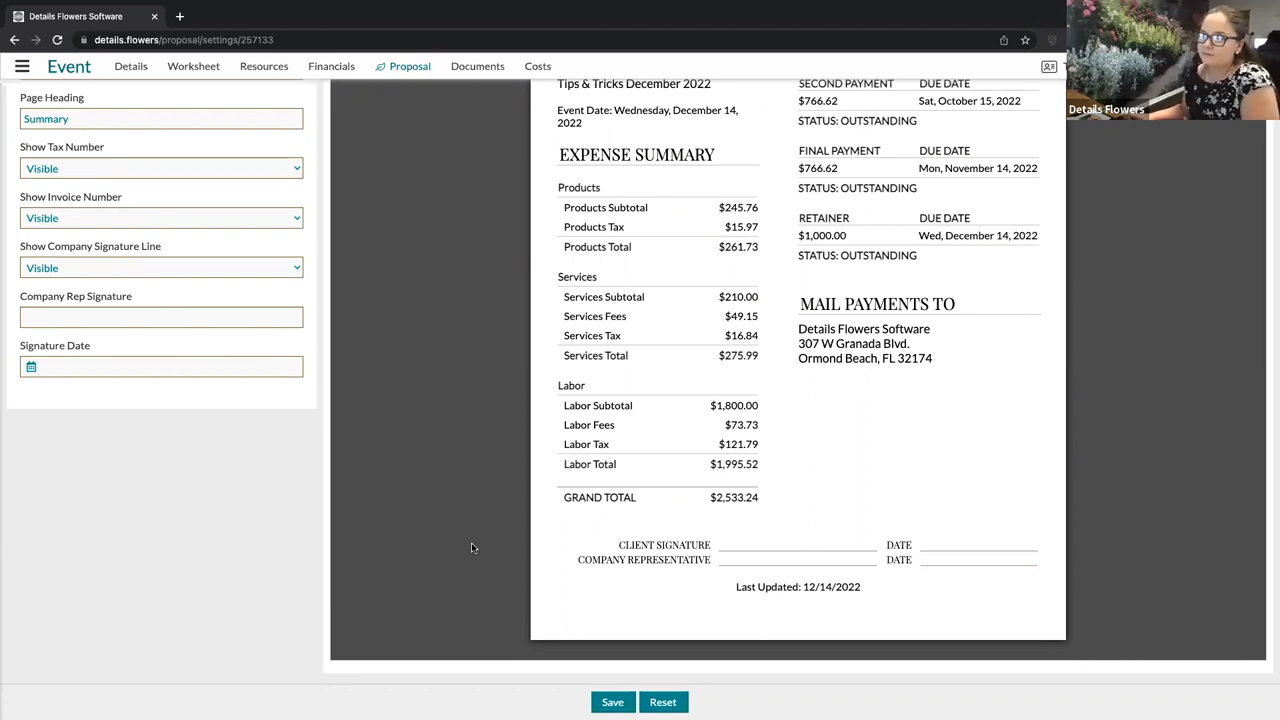 Details Flowers Software
details.flowers/proposal/settings/257133
Event
Details
Worksheet
Resources
Financials
Proposal
Documents
Costs
Details Flowers
Page Heading
Summary
Show Tax Number
Visible
Show Invoice Number
Visible
Show Company Signature Line
Visible
Company Rep Signature
Signature Date
Tips & Tricks December 2022
Event Date: Wednesday, December 14,
2022
EXPENSE SUMMARY
Products
Products Subtotal $245.76
Products Tax $15.97
Products Total $261.73
Services
Services Subtotal $210.00
Services Fees $49.15
Services Tax $16.84
Services Total $275.99
Labor
Labor Subtotal $1,800.00
Labor Fees $73.73
Labor Tax $121.79
Labor Total $1,995.52
GRAND TOTAL $2,533.24
SECOND PAYMENT DUE DATE
$766.62 Sat, October 15, 2022
STATUS: OUTSTANDING
FINAL PAYMENT DUE DATE
$766.62 Mon, November 14, 2022
STATUS: OUTSTANDING
RETAINER DUE DATE
$1,000.00 Wed, December 14, 2022
STATUS: OUTSTANDING
MAIL PAYMENTS TO
Details Flowers Software
307 W Granada Blvd.
Ormond Beach, FL 32174
CLIENT SIGNATURE DATE
COMPANY REPRESENTATIVE DATE
Last Updated: 12/14/2022
Save
Reset